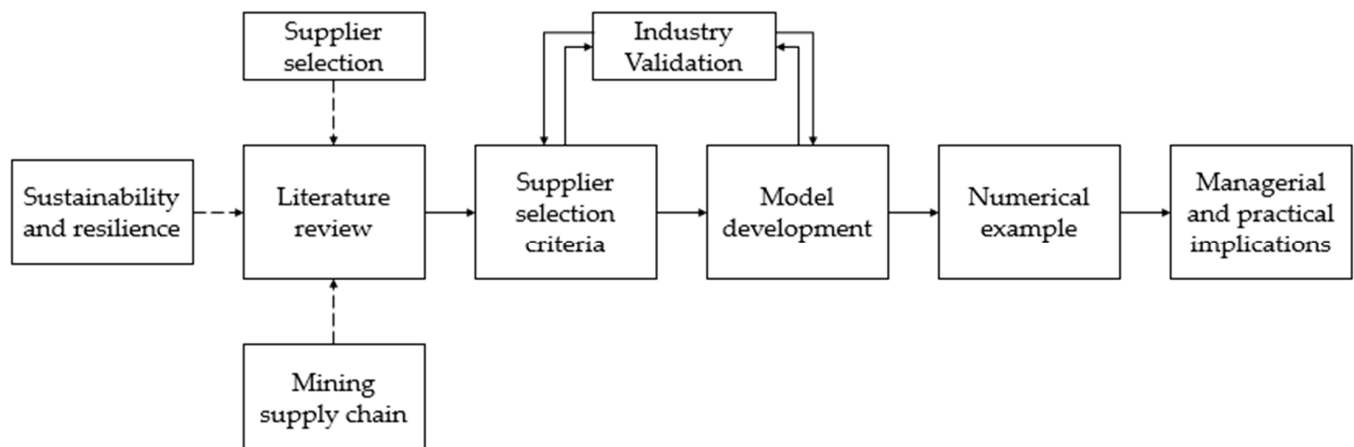 Supplier
selection
Industry
Validation
Sustainability
and resilience
Literature
review
Supplier
selection
criteria
Model
development
Numerical
example
Managerial
and practical
implications
Mining
supply chain